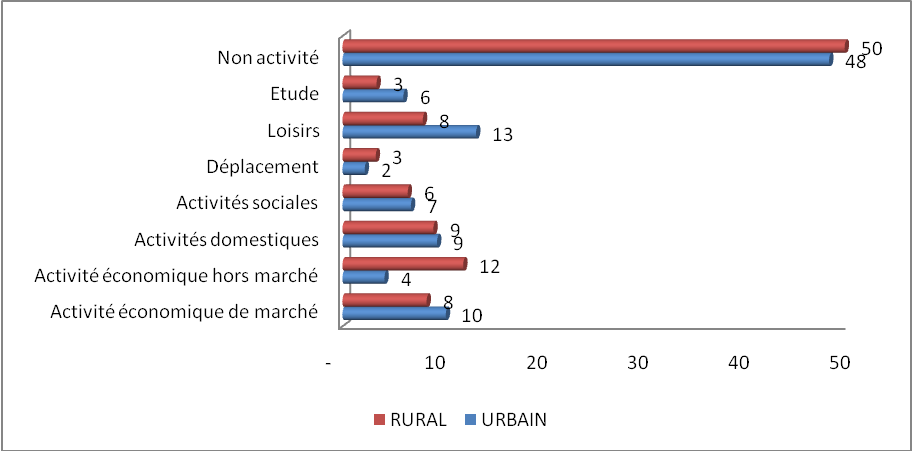 Non activité 50
48
Etude 3
6
Loisirs 8
13
Déplacement 3
2
Activités sociales 6
7
Activités domestiques 9
9
Activité économique hors marché 12
4
Activité économique de marché 8
10
- 10 20 30 40 50
RURAL URBAIN